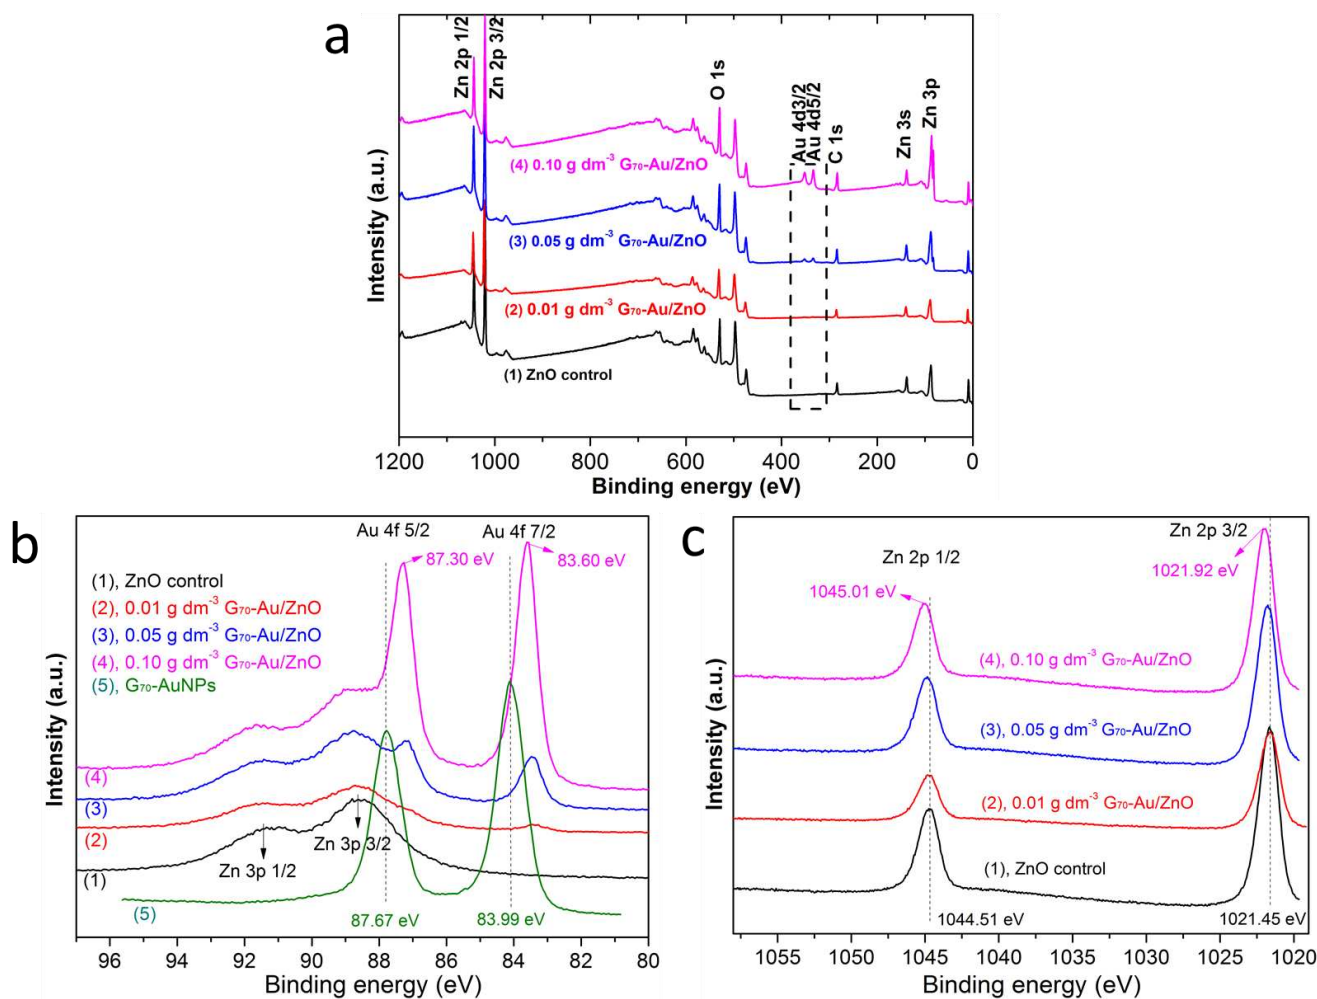 a
Intensity (a.u.)
Zn 2p 1/2
Zn 2p 3/2
O 1s
Au 4d3/2
Au 4d5/2
C 1s
Zn 3s
Zn 3p
(4) 0.10 g dm⁻³ G₇₀-Au/ZnO
(3) 0.05 g dm⁻³ G₇₀-Au/ZnO
(2) 0.01 g dm⁻³ G₇₀-Au/ZnO
(1) ZnO control
1200 1000 800 600 400 200 0
Binding energy (eV)
b
Intensity (a.u.)
Au 4f 5/2 Au 4f 7/2
87.30 eV 83.60 eV
(1), ZnO control
(2), 0.01 g dm⁻³ G₇₀-Au/ZnO
(3), 0.05 g dm⁻³ G₇₀-Au/ZnO
(4), 0.10 g dm⁻³ G₇₀-Au/ZnO
(5), G₇₀-AuNPs
(4)
(3)
(2)
(1)
Zn 3p 3/2
Zn 3p 1/2
(5)
87.67 eV 83.99 eV
96 94 92 90 88 86 84 82 80
Binding energy (eV)
c
Intensity (a.u.)
Zn 2p 3/2
Zn 2p 1/2
1021.92 eV
1045.01 eV
(4), 0.10 g dm⁻³ G₇₀-Au/ZnO
(3), 0.05 g dm⁻³ G₇₀-Au/ZnO
(2), 0.01 g dm⁻³ G₇₀-Au/ZnO
(1), ZnO control
1044.51 eV 1021.45 eV
1055 1050 1045 1040 1035 1030 1025 1020
Binding energy (eV)